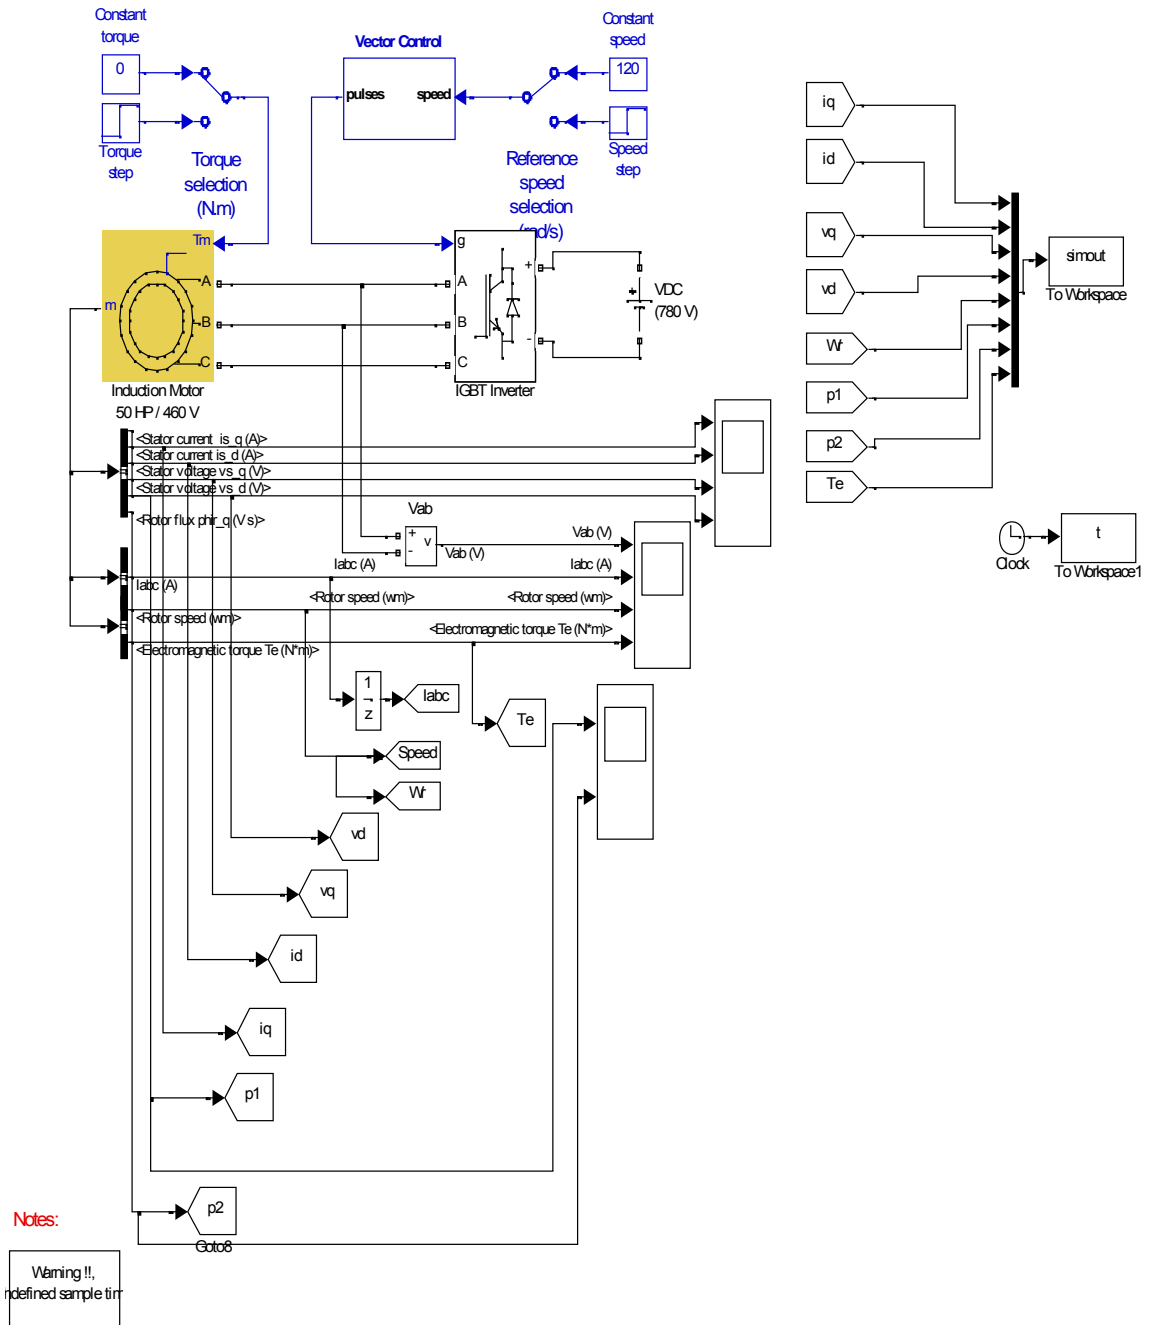 Constant
torque
0
Torque
step
Torque
selection
(N.m)
Vector Control
pulses
speed
Constant
speed
120
Speed
step
Reference
speed
selection
(rad/s)
Tm
m
A
B
C
Induction Motor
50 HP / 460 V
g
A
B
C
+
-
IGBT Inverter
+
VDC
(780 V)
iq
id
vq
vd
Wr
p1
p2
Te
simout
To Workspace
Clock
t
To Workspace1
<Stator current is_q (A)>
<Stator current is_d (A)>
<Stator voltage vs_q (V)>
<Stator voltage vs_d (V)>
<Rotor flux phir_q (V s)>
Vab
+
-
v
Vab (V)
Vab (V)
Iabc (A)
Iabc (A)
Iabc (A)
<Rotor speed (wm)>
<Rotor speed (wm)>
<Rotor speed (wm)>
<Electromagnetic torque Te (N*m)>
<Electromagnetic torque Te (N*m)>
1
z
Iabc
Te
Speed
Wr
vd
vq
id
iq
p1
p2
Goto8
Notes:
Warning !!,
ndefined sample tim